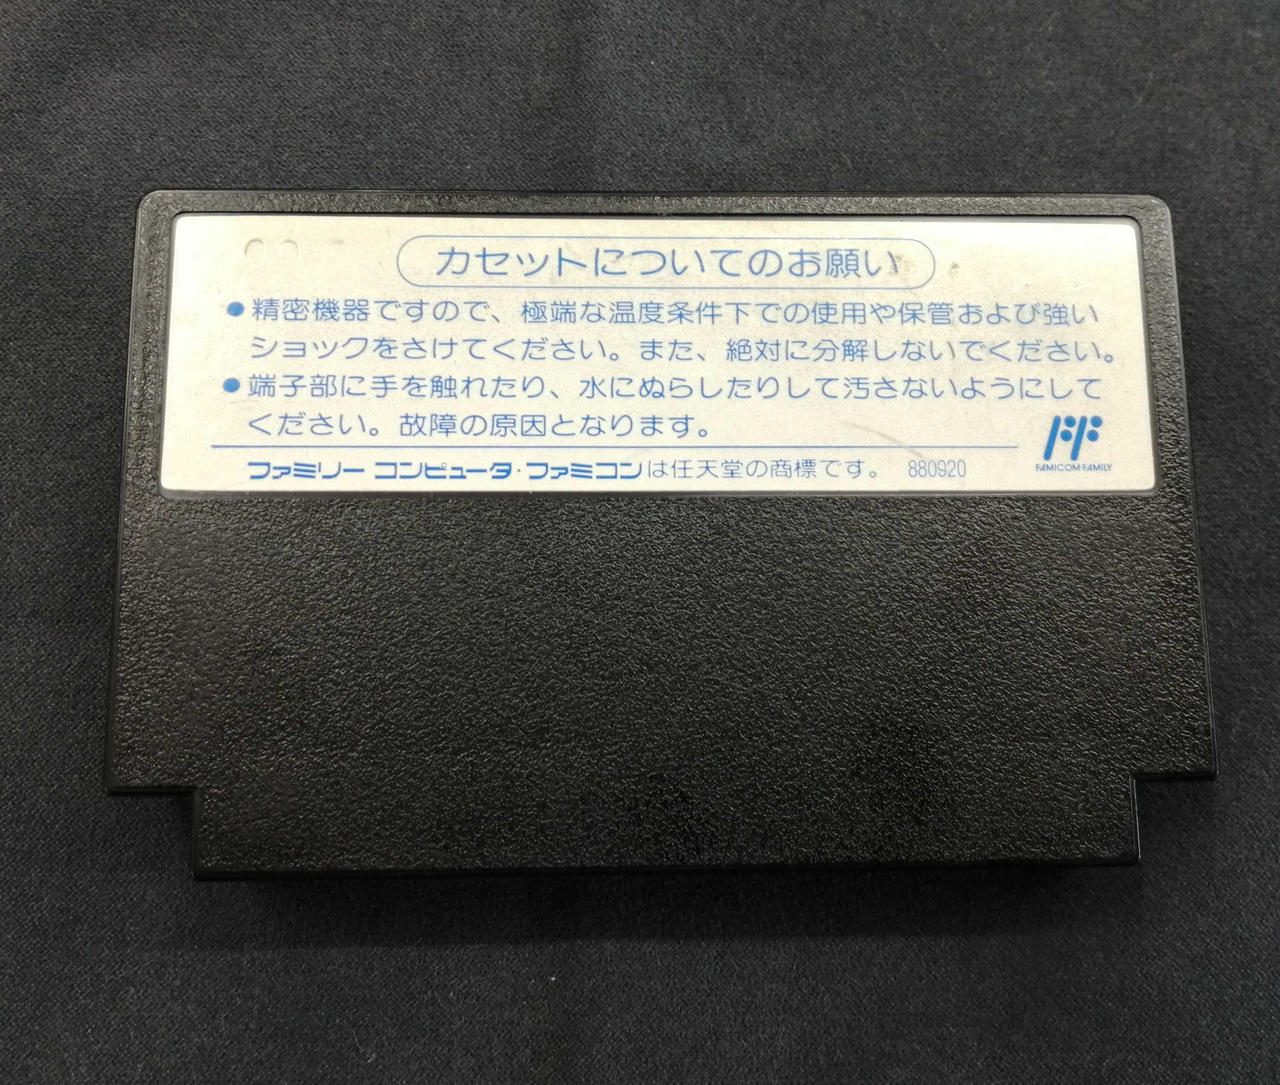 カセットについてのお願い
●精密機器ですので、極端な温度条件下での使用や保管および強い
ショックをさけてください。また、絶対に分解しないでください。
●端子部に手を触れたり、水にぬらしたりして汚さないようにして
ください。故障の原因となります。
ファミリー コンピュータ・ファミコンは任天堂の商標です。 880920
FF
FAMICOM FAMILY